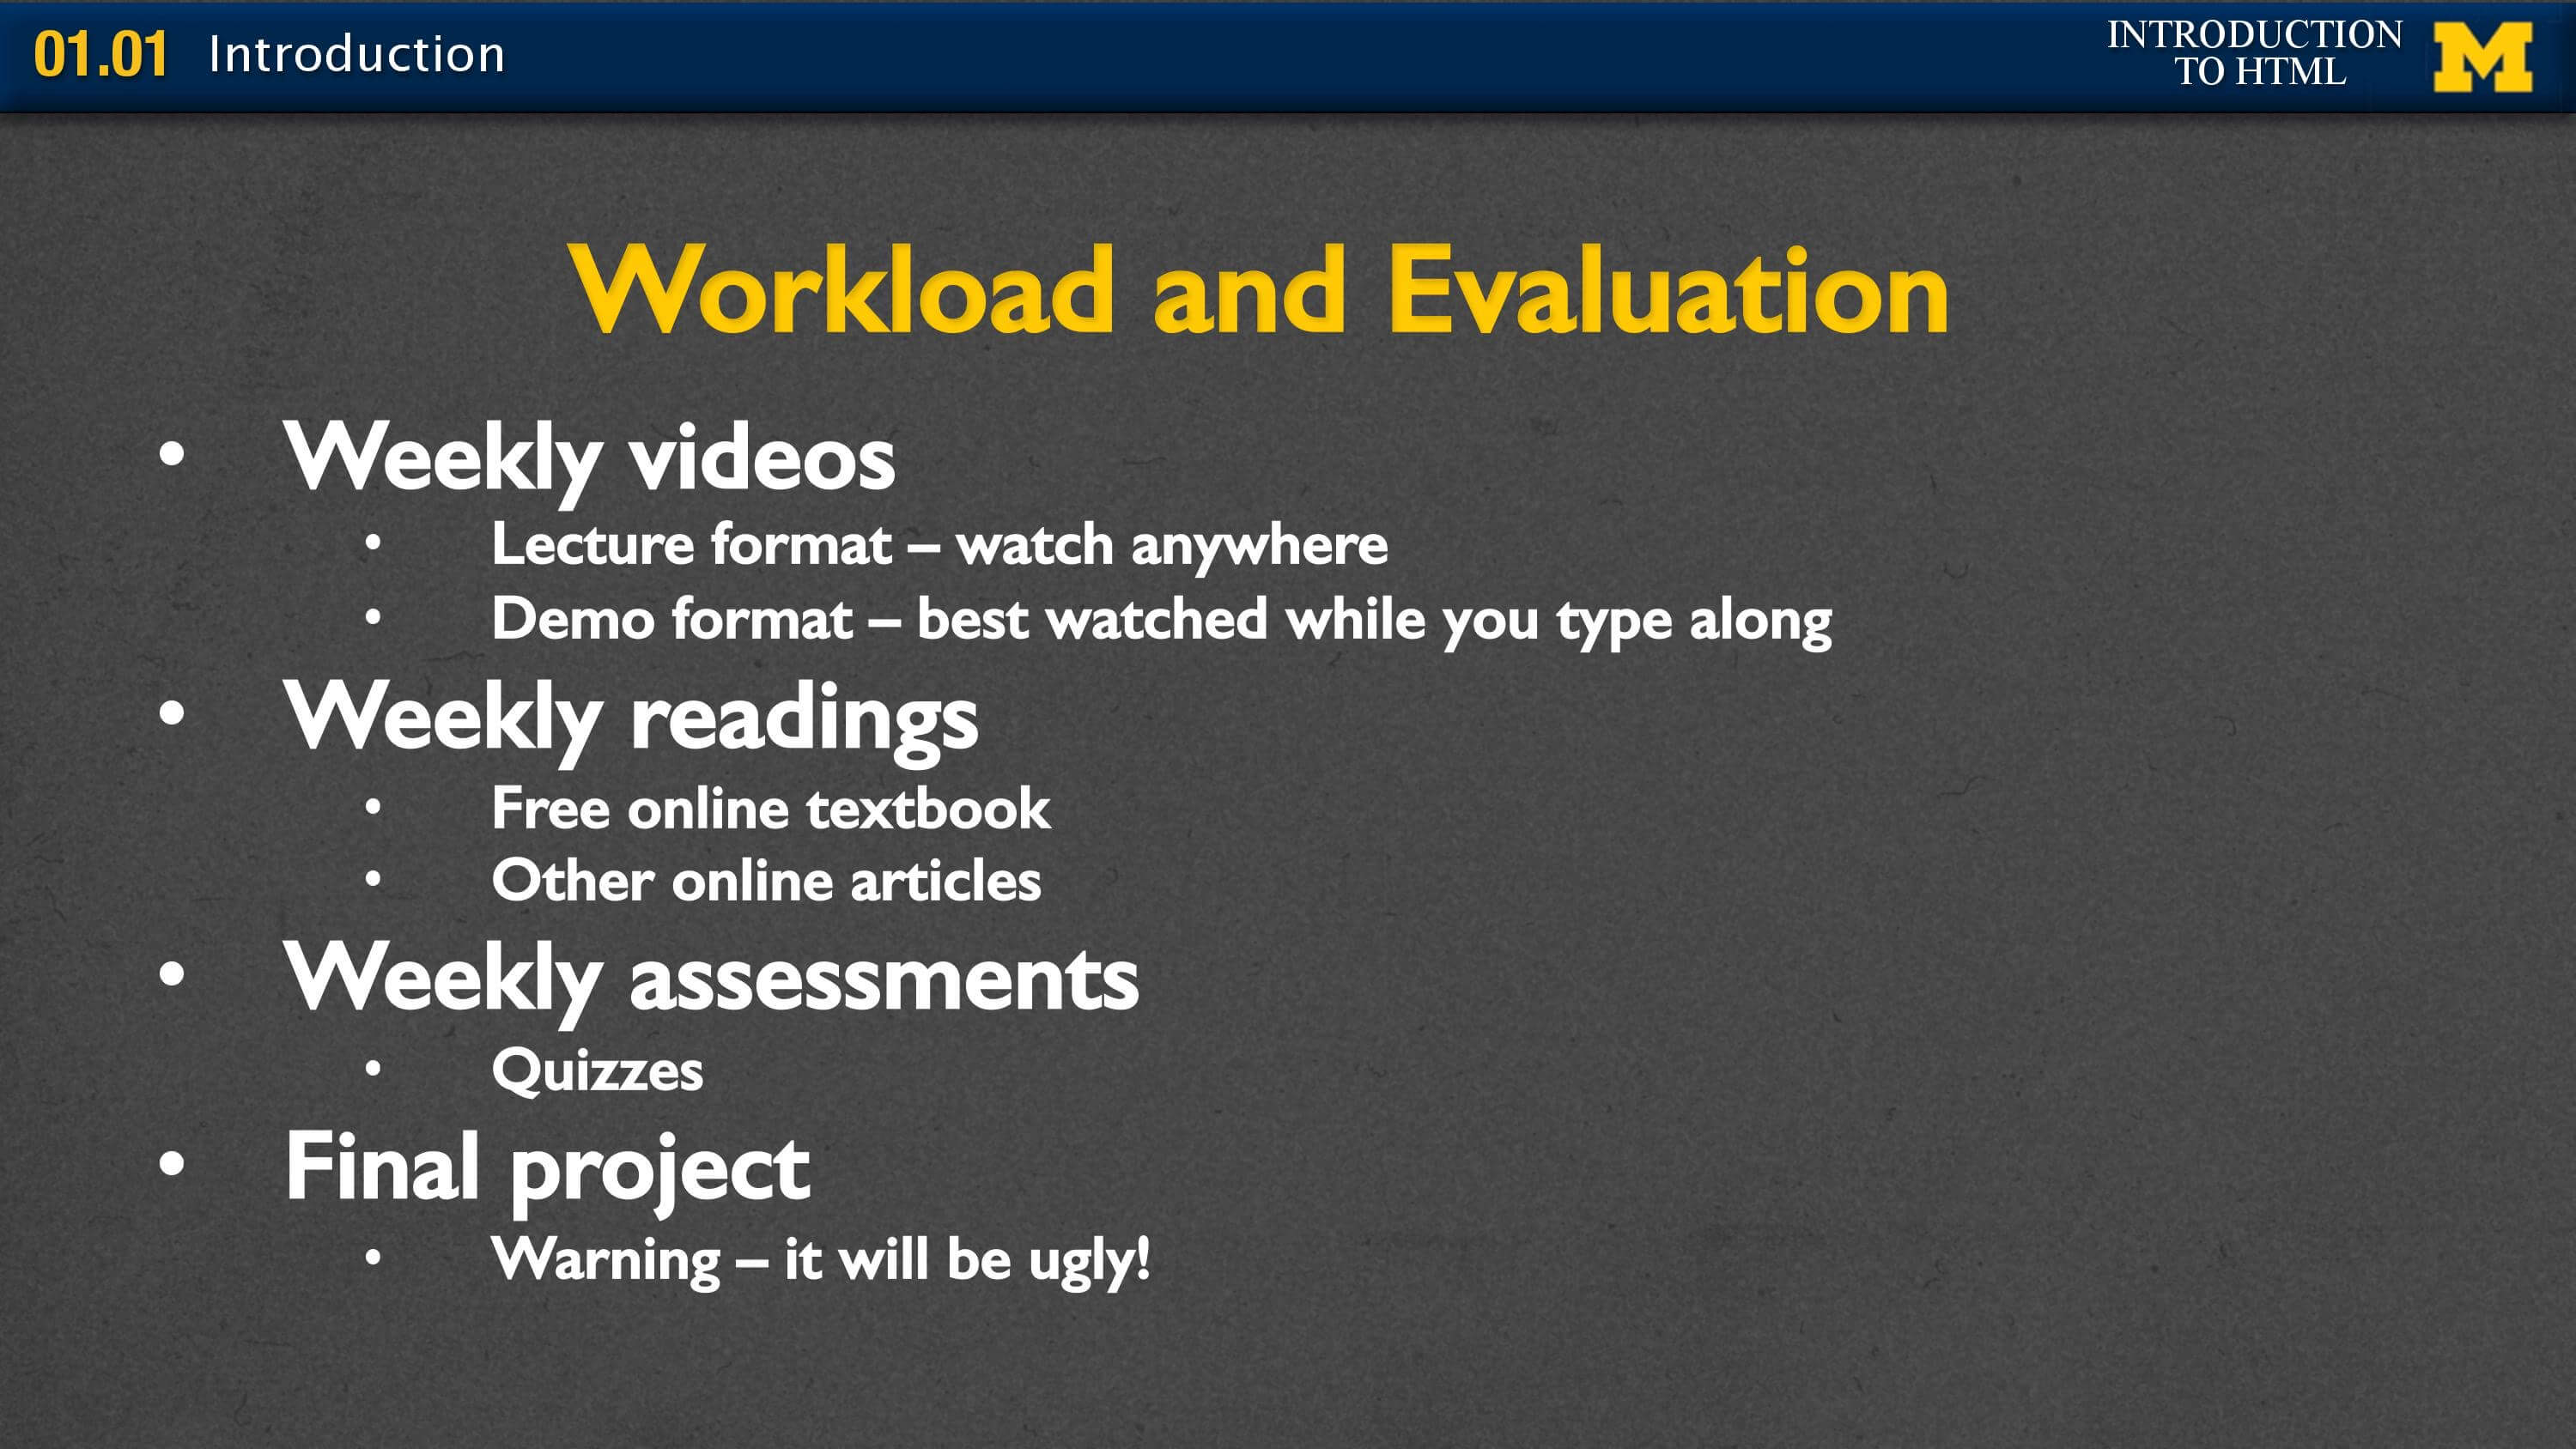 01.01 Introduction
INTRODUCTION
TO HTML
M
Workload and Evaluation
• Weekly videos
• Lecture format – watch anywhere
• Demo format – best watched while you type along
• Weekly readings
• Free online textbook
• Other online articles
• Weekly assessments
• Quizzes
• Final project
• Warning – it will be ugly!